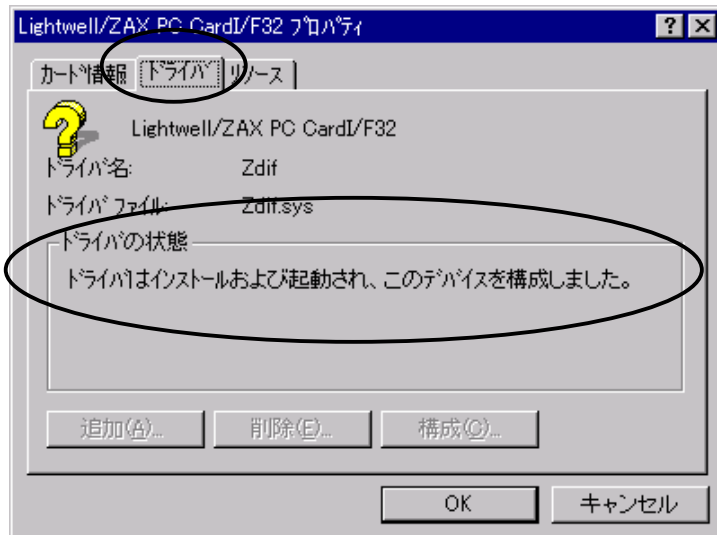 Lightwell/ZAX PC CardI/F32 ﾌﾟﾛﾊﾟﾃｨ
ｶｰﾄﾞ情報 ﾄﾞﾗｲﾊﾞ ﾘｿｰｽ
Lightwell/ZAX PC CardI/F32
ﾄﾞﾗｲﾊﾞ名: Zdif
ﾄﾞﾗｲﾊﾞ ﾌｧｲﾙ: Zdif.sys
ﾄﾞﾗｲﾊﾞの状態
ﾄﾞﾗｲﾊﾞはｲﾝｽﾄｰﾙおよび起動され、このﾃﾞﾊﾞｲｽを構成しました。
追加(A)... 削除(E)... 構成(C)...
OK キャンセル